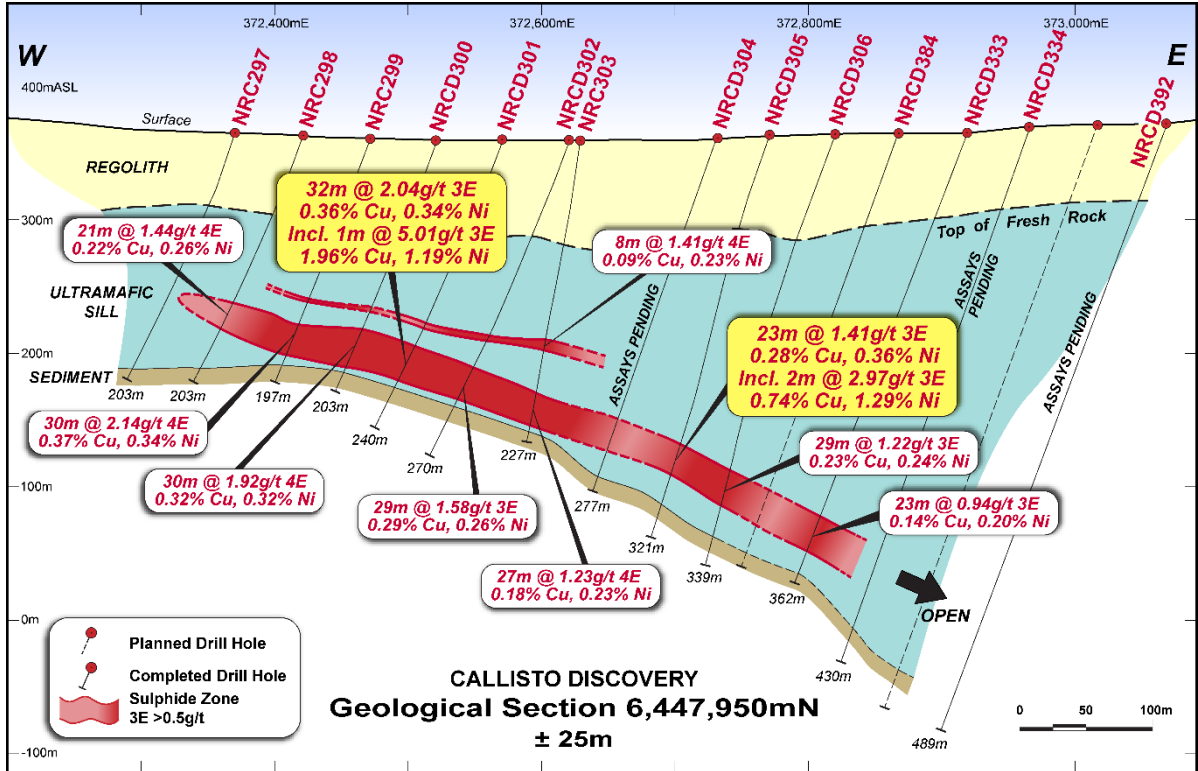 372,400mE
372,600mE
372,800mE
373,000mE
W
E
400mASL
NRC297
NRC298
NRC299
NRCD300
NRCD301
NRCD302
NRC303
NRCD304
NRCD305
NRCD306
NRCD384
NRCD333
NRCD334
NRCD392
Surface
REGOLITH
Top of Fresh Rock
300m
32m @ 2.04g/t 3E
0.36% Cu, 0.34% Ni
Incl. 1m @ 5.01g/t 3E
1.96% Cu, 1.19% Ni
21m @ 1.44g/t 4E
0.22% Cu, 0.26% Ni
8m @ 1.41g/t 4E
0.09% Cu, 0.23% Ni
ULTRAMAFIC
SILL
ASSAYS PENDING
ASSAYS
PENDING
ASSAYS PENDING
23m @ 1.41g/t 3E
0.28% Cu, 0.36% Ni
Incl. 2m @ 2.97g/t 3E
0.74% Cu, 1.29% Ni
200m
SEDIMENT
203m
203m
197m
203m
240m
270m
227m
277m
321m
339m
362m
430m
489m
30m @ 2.14g/t 4E
0.37% Cu, 0.34% Ni
30m @ 1.92g/t 4E
0.32% Cu, 0.32% Ni
29m @ 1.58g/t 3E
0.29% Cu, 0.26% Ni
27m @ 1.23g/t 4E
0.18% Cu, 0.23% Ni
29m @ 1.22g/t 3E
0.23% Cu, 0.24% Ni
23m @ 0.94g/t 3E
0.14% Cu, 0.20% Ni
100m
OPEN
0m
Planned Drill Hole
Completed Drill Hole
Sulphide Zone
3E >0.5g/t
CALLISTO DISCOVERY
Geological Section 6,447,950mN
± 25m
0 50 100m
-100m